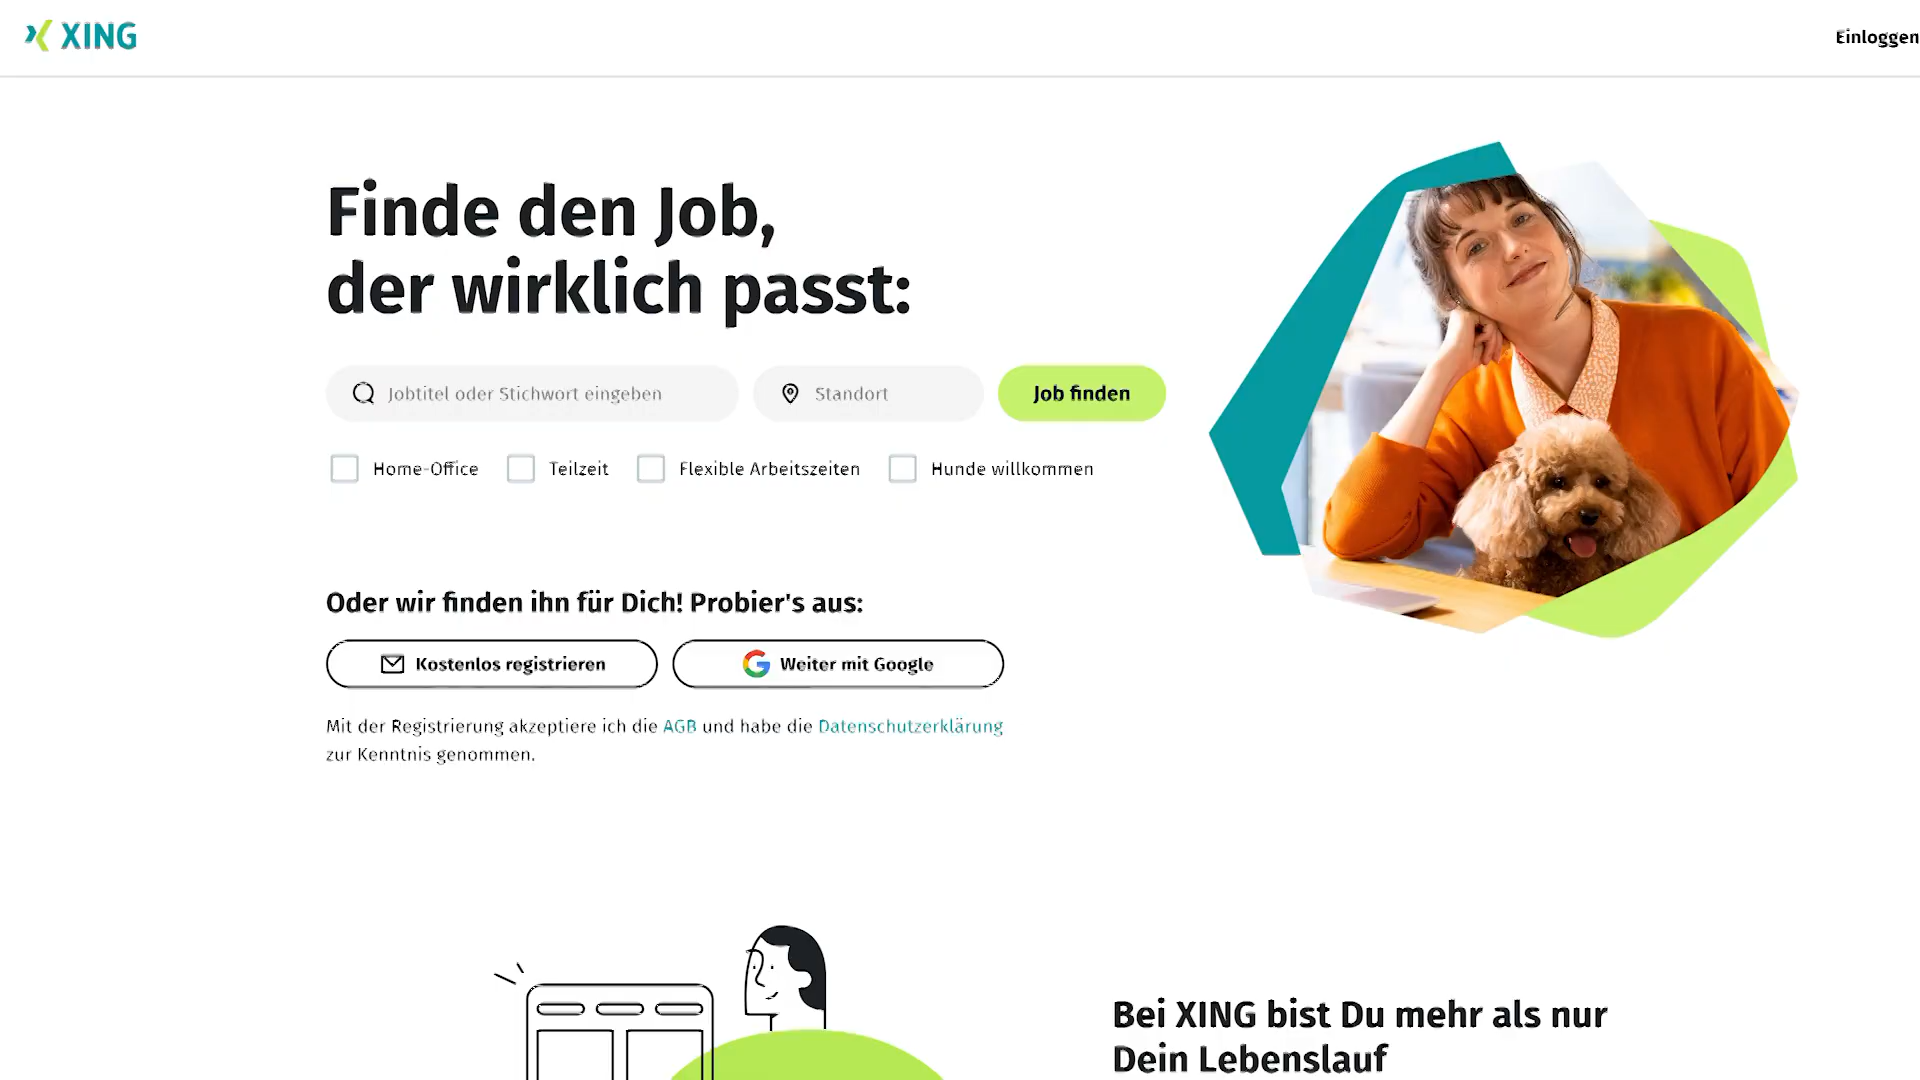 XING
Einloggen
Finde den Job,
der wirklich passt:
Jobtitel oder Stichwort eingeben
Standort
Job finden
Home-Office
Teilzeit
Flexible Arbeitszeiten
Hunde willkommen
Oder wir finden ihn für Dich! Probier's aus:
Kostenlos registrieren
Weiter mit Google
Mit der Registrierung akzeptiere ich die AGB und habe die Datenschutzerklärung
zur Kenntnis genommen.
Bei XING bist Du mehr als nur
Dein Lebenslauf